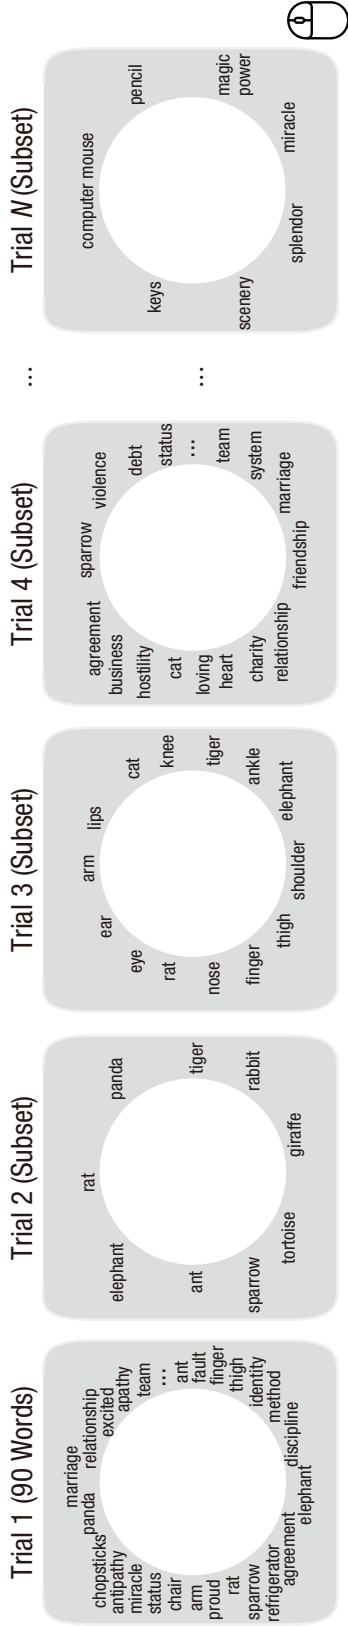 Trial 1 (90 Words)
marriage
panda
relationship
chopsticks
excited
antipathy
apathy
miracle
team
status
...
chair
ant
arm
fault
proud
finger
rat
thigh
sparrow
identity
refrigerator
method
agreement
discipline
elephant
Trial 2 (Subset)
rat
elephant
panda
ant
tiger
sparrow
rabbit
tortoise
giraffe
Trial 3 (Subset)
arm
ear
lips
eye
cat
rat
knee
nose
tiger
finger
ankle
thigh
elephant
shoulder
Trial 4 (Subset)
sparrow
agreement
violence
business
hostility
debt
cat
status
loving
heart
...
team
charity
system
relationship
marriage
friendship
...
...
Trial N (Subset)
computer mouse
keys
pencil
scenery
magic
power
splendor
miracle